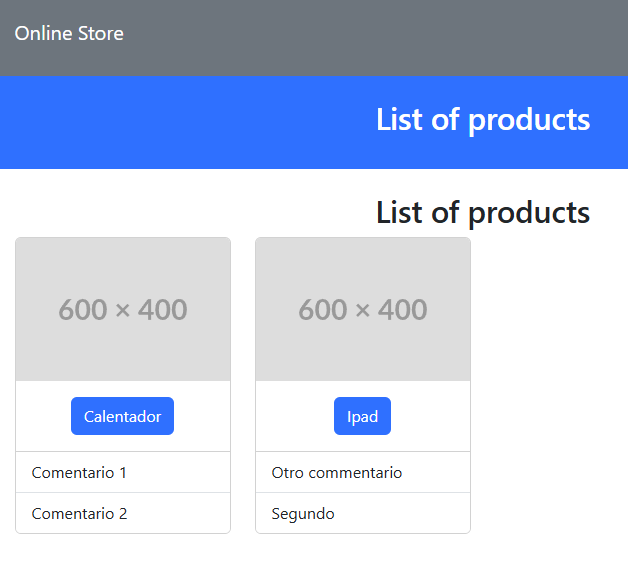 Online Store
List of products
List of products
600 × 400
600 × 400
Calentador
Ipad
Comentario 1
Otro commentario
Comentario 2
Segundo